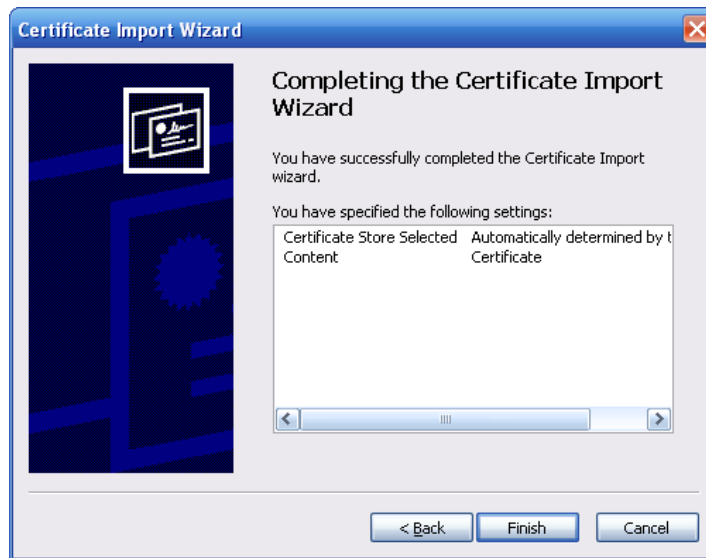 Certificate Import Wizard
Completing the Certificate Import
Wizard
You have successfully completed the Certificate Import
wizard.
You have specified the following settings:
Certificate Store Selected Automatically determined by t
Content Certificate
< Back Finish Cancel